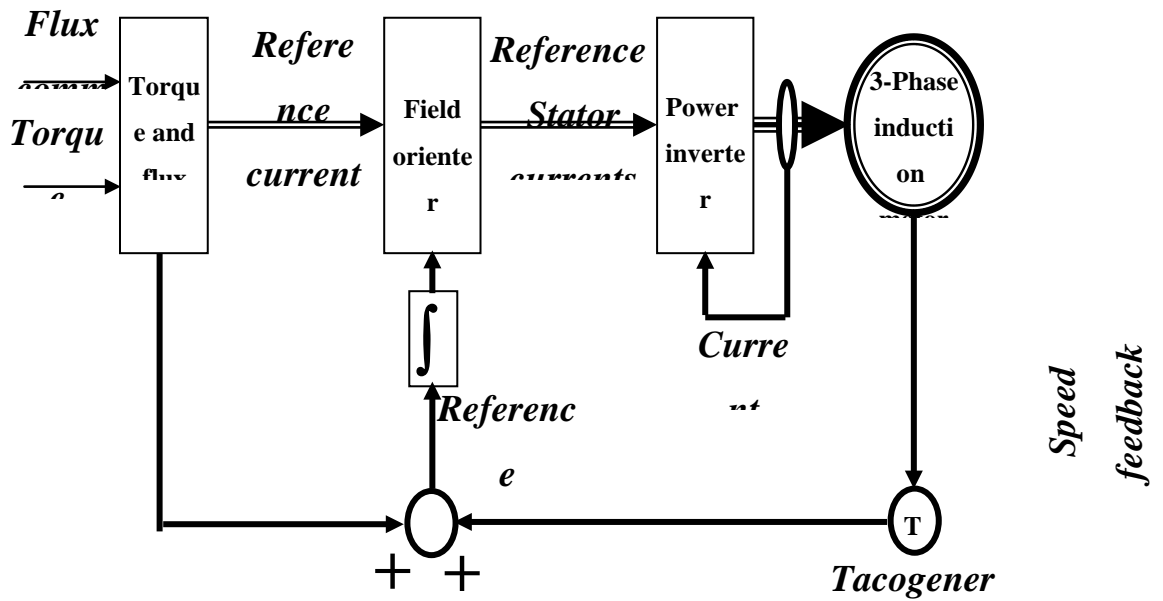 Flux
Torqu
Torqu
e and
Refere
nce
current
Field
oriente
r
Reference
Stator
currents
Power
inverte
r
3-Phase
inducti
on
∫
Referenc
e
Curre
Speed
feedback
+ +
T
Tacogener